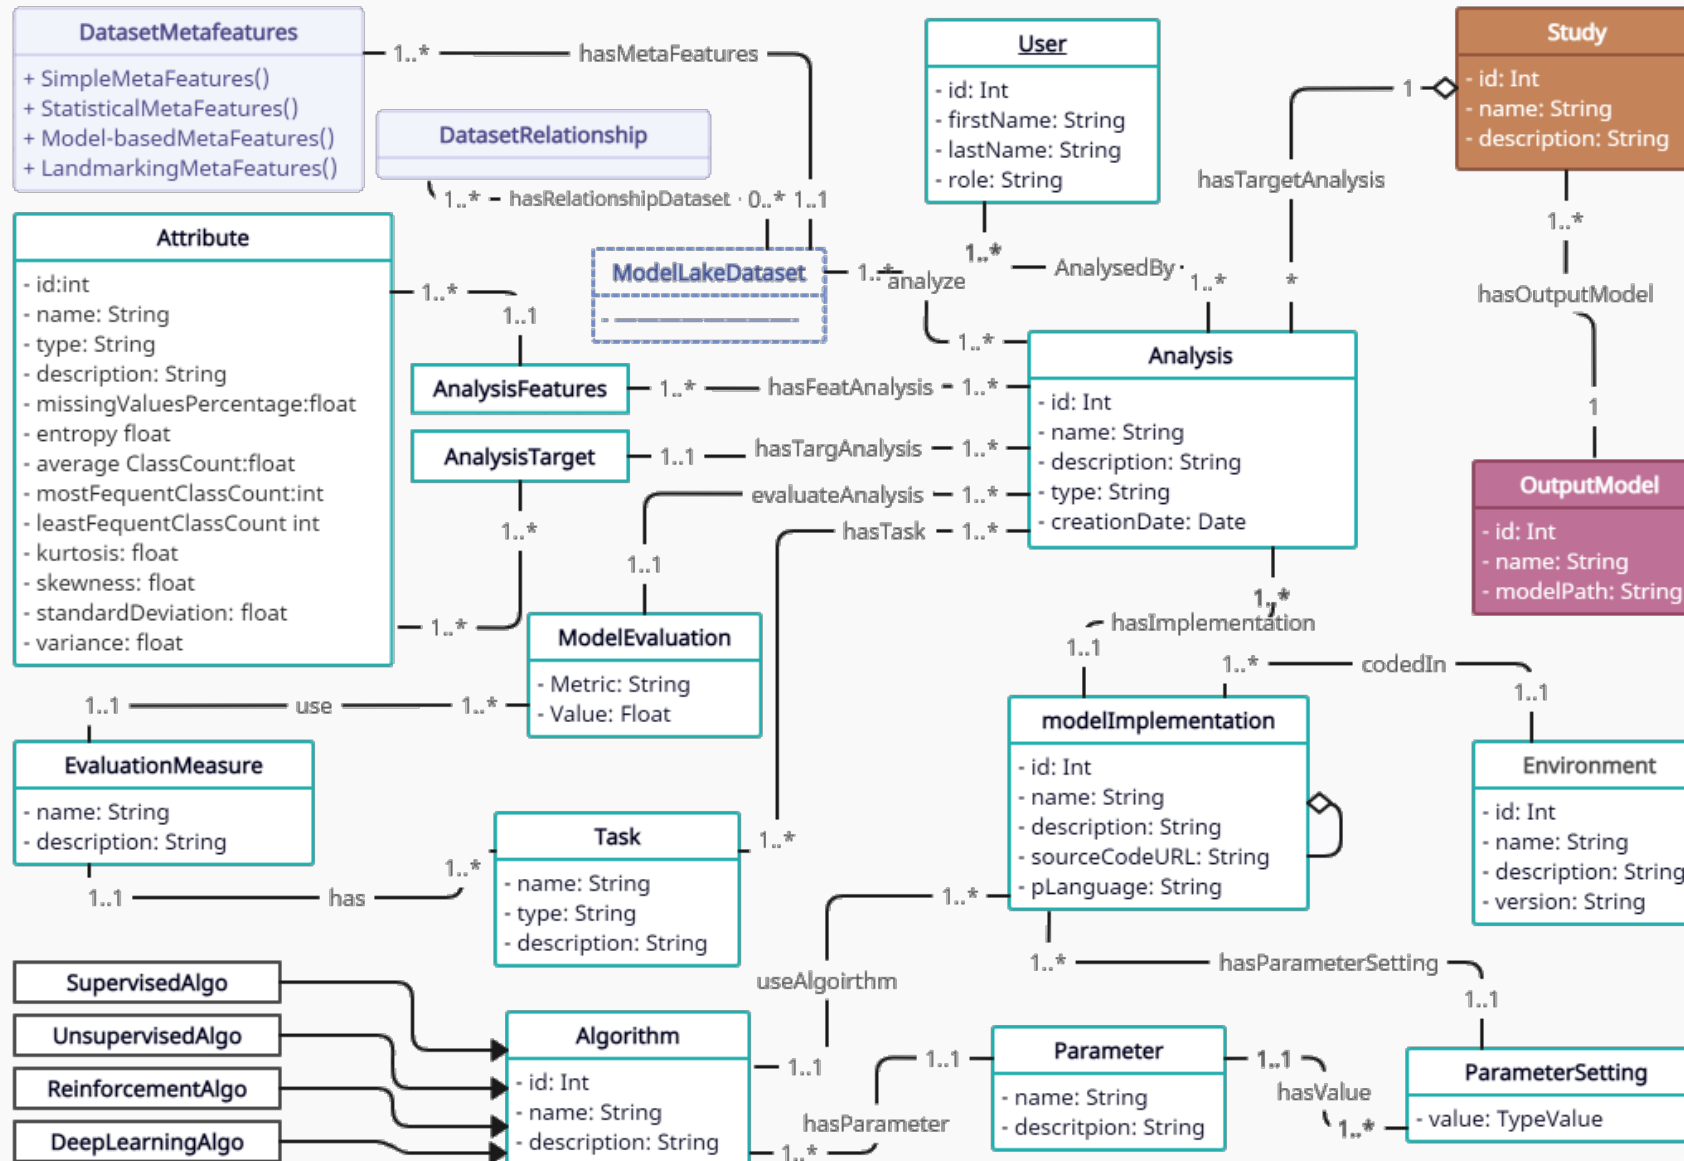 DatasetMetafeatures
+ SimpleMetaFeatures()
+ StatisticalMetaFeatures()
+ Model-basedMetaFeatures()
+ LandmarkingMetaFeatures()
1..*
hasMetaFeatures
1..1
DatasetRelationship
1..*
hasRelationshipDataset
0..*
User
- id: Int
- firstName: String
- lastName: String
- role: String
1..*
AnalysedBy
1..*
Study
- id: Int
- name: String
- description: String
1
hasTargetAnalysis
*
1..*
hasOutputModel
1
OutputModel
- id: Int
- name: String
- modelPath: String
ModelLakeDataset
1..*
analyze
1..*
Attribute
- id:int
- name: String
- type: String
- description: String
- missingValuesPercentage:float
- entropy float
- average ClassCount:float
- mostFequentClassCount:int
- leastFequentClassCount int
- kurtosis: float
- skewness: float
- standardDeviation: float
- variance: float
1..*
1..1
AnalysisFeatures
1..*
hasFeatAnalysis
1..*
AnalysisTarget
1..1
hasTargAnalysis
1..*
1..*
1..*
evaluateAnalysis
1..*
1..1
hasTask
1..*
1..*
Analysis
- id: Int
- name: String
- description: String
- type: String
- creationDate: Date
1..*
hasImplementation
1..1
1..*
codedIn
1..1
ModelEvaluation
- Metric: String
- Value: Float
1..1
use
1..*
EvaluationMeasure
- name: String
- description: String
1..1
has
1..*
Task
- name: String
- type: String
- description: String
modelImplementation
- id: Int
- name: String
- description: String
- sourceCodeURL: String
- pLanguage: String
Environment
- id: Int
- name: String
- description: String
- version: String
1..*
useAlgoirthm
1..1
1..*
hasParameterSetting
1..1
SupervisedAlgo
UnsupervisedAlgo
ReinforcementAlgo
DeepLearningAlgo
Algorithm
- id: Int
- name: String
- description: String
1..1
hasParameter
1..*
Parameter
- name: String
- descritpion: String
1..1
hasValue
1..*
ParameterSetting
- value: TypeValue